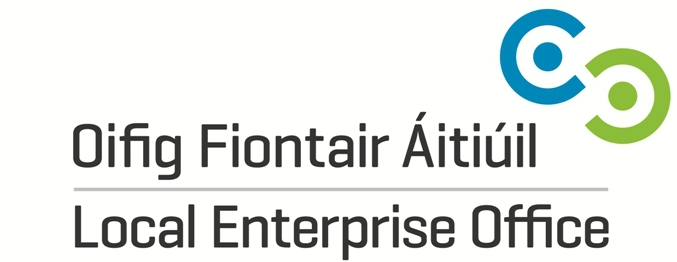 Oifig Fiontair Áitiúil
Local Enterprise Office